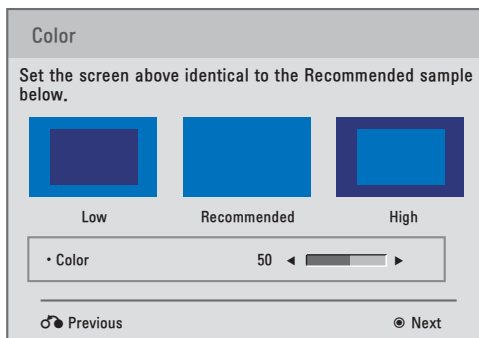 Color
Set the screen above identical to the Recommended sample
below.
Low Recommended High
• Color 50 ◄ ►
Previous ◉ Next